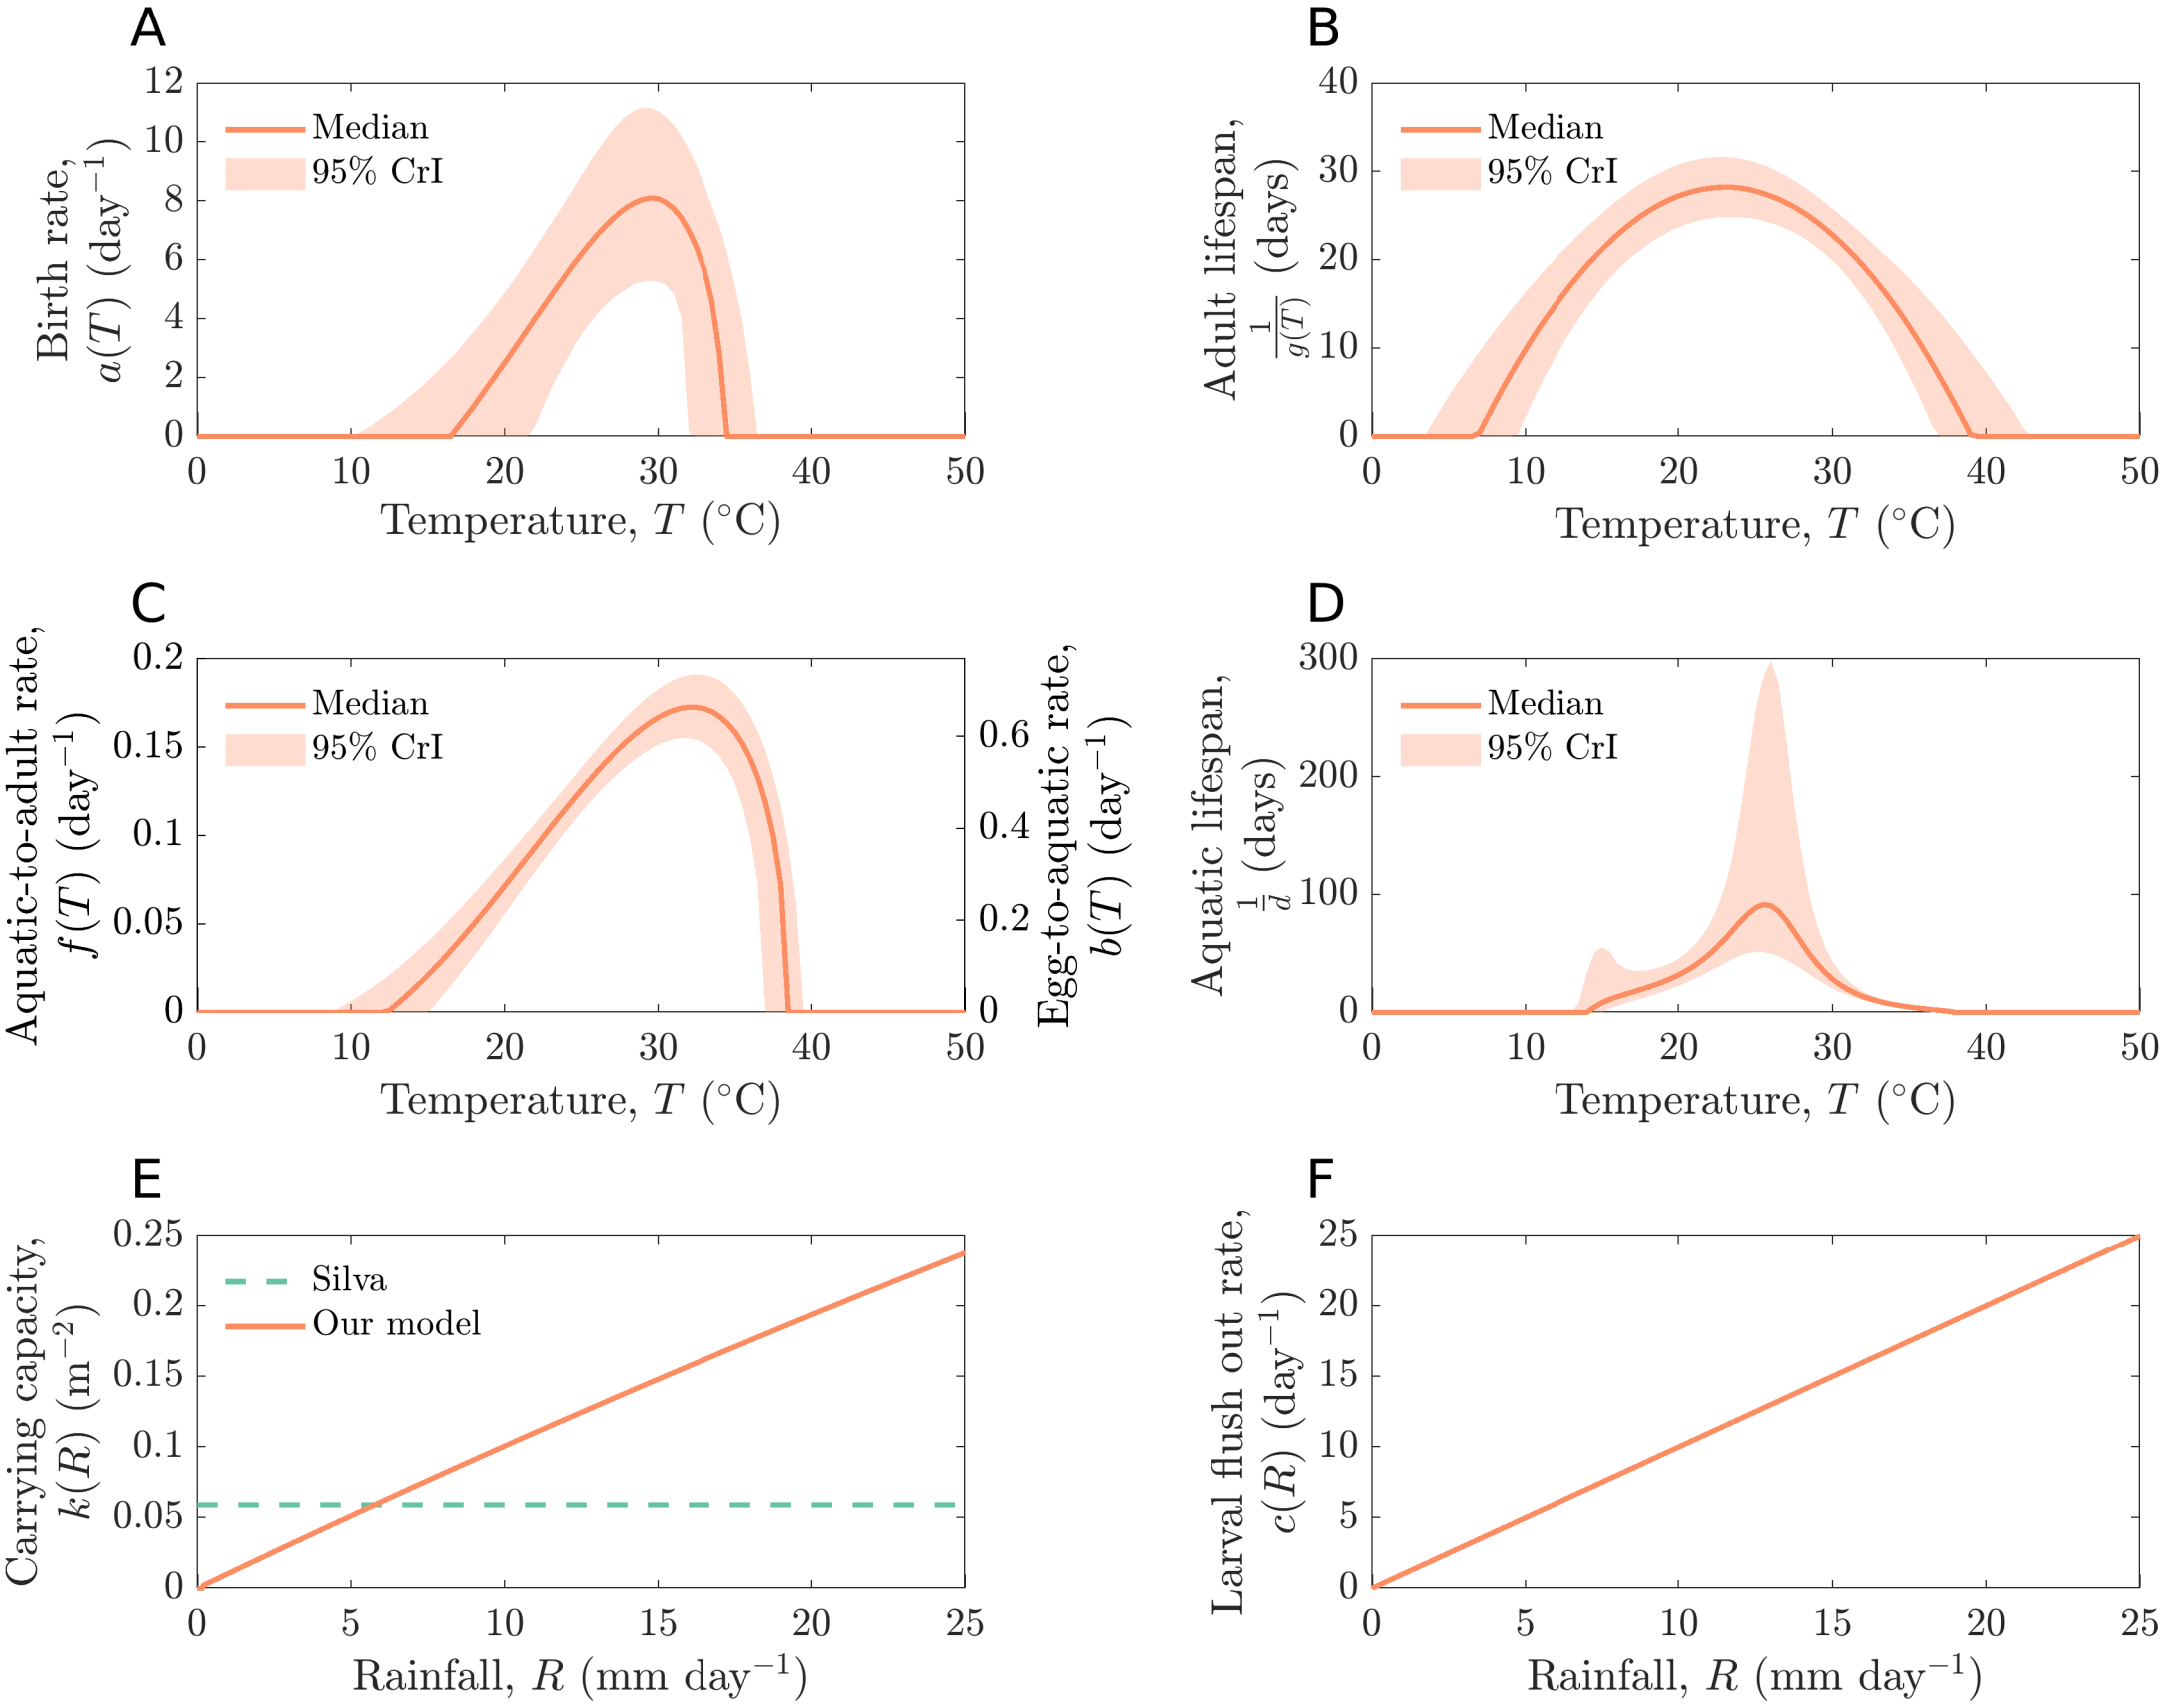 A
Birth rate,
a(T) (day⁻¹)
12
10
8
6
4
2
0
Median
95% CrI
0 10 20 30 40 50
Temperature, T (°C)
B
Adult lifespan,
1/g(T) (days)
40
30
20
10
0
Median
95% CrI
0 10 20 30 40 50
Temperature, T (°C)
C
Aquatic-to-adult rate,
f(T) (day⁻¹)
0.2
0.15
0.1
0.05
0
Median
95% CrI
0.6
0.4
0.2
0
Egg-to-aquatic rate,
b(T) (day⁻¹)
0 10 20 30 40 50
Temperature, T (°C)
D
Aquatic lifespan,
1/d (days)
300
200
100
0
Median
95% CrI
0 10 20 30 40 50
Temperature, T (°C)
E
Carrying capacity,
k(R) (m⁻²)
0.25
0.2
0.15
0.1
0.05
0
Silva
Our model
0 5 10 15 20 25
Rainfall, R (mm day⁻¹)
F
Larval flush out rate,
c(R) (day⁻¹)
25
20
15
10
5
0
0 5 10 15 20 25
Rainfall, R (mm day⁻¹)